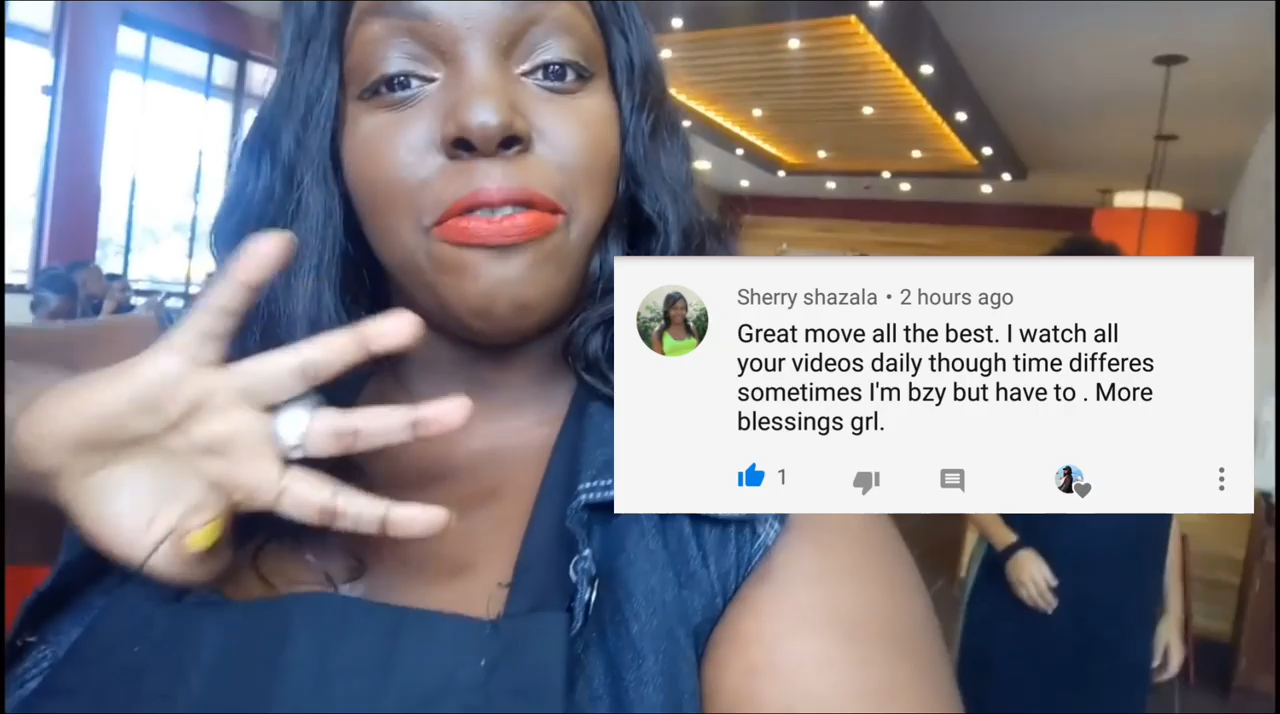 Sherry shazala • 2 hours ago
Great move all the best. I watch all
your videos daily though time differes
sometimes I'm bzy but have to . More
blessings grl.
1